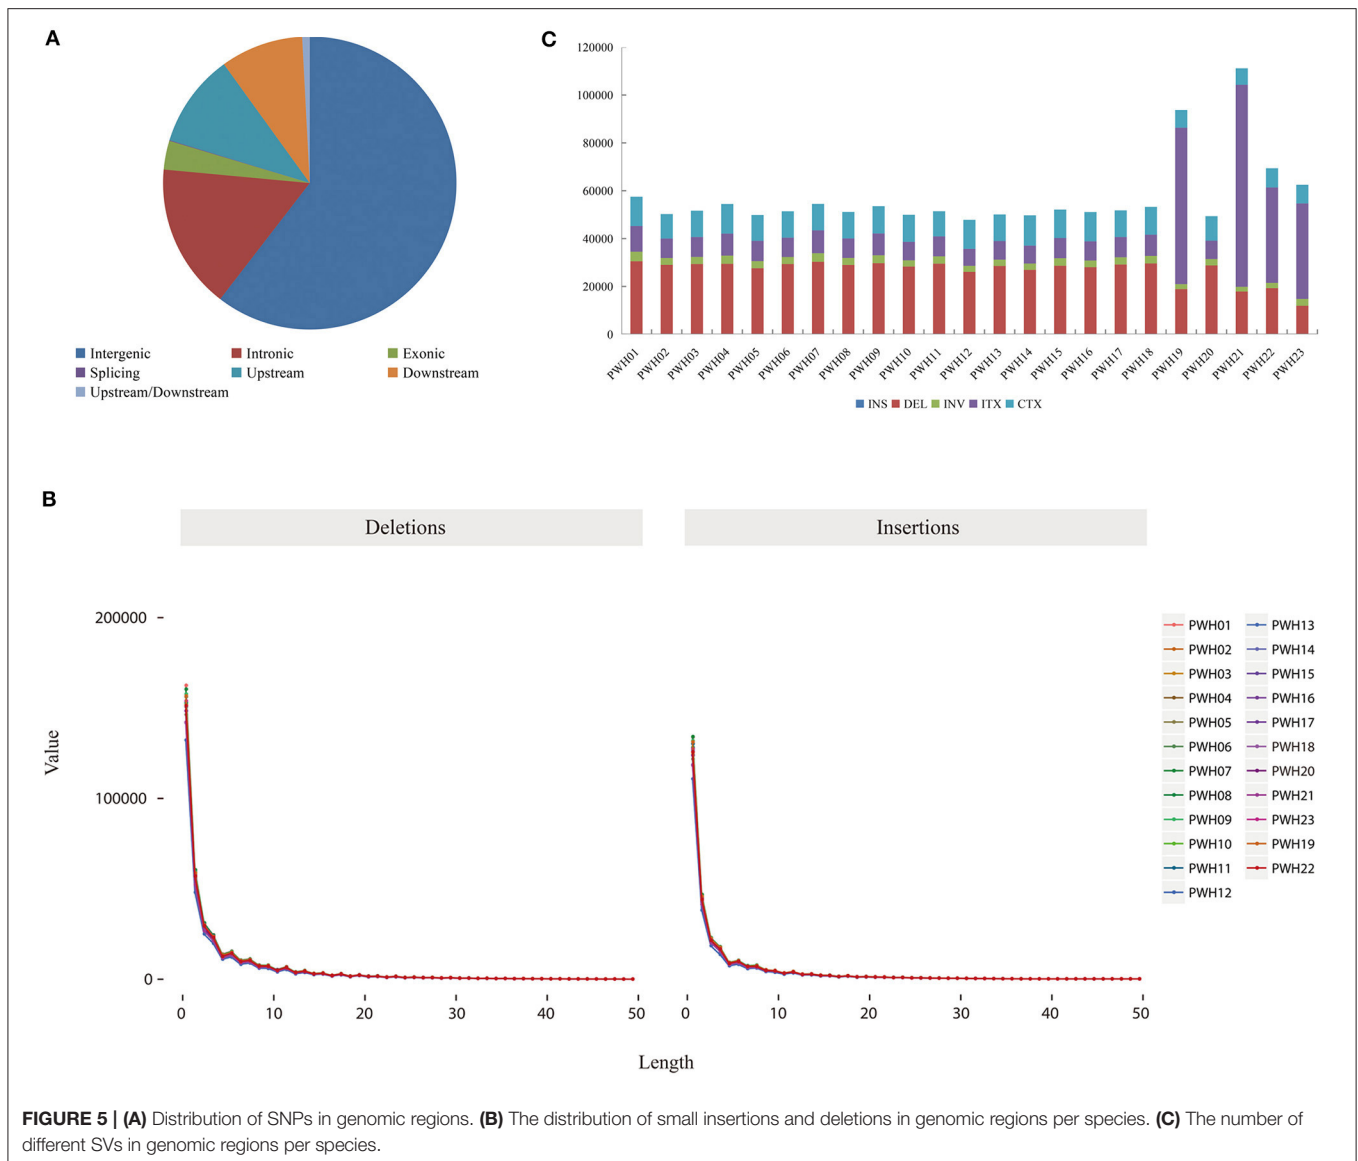 A
Intergenic
Intronic
Exonic
Splicing
Upstream
Downstream
Upstream/Downstream
C
120000
100000
80000
60000
40000
20000
0
PWH01
PWH02
PWH03
PWH04
PWH05
PWH06
PWH07
PWH08
PWH09
PWH10
PWH11
PWH12
PWH13
PWH14
PWH15
PWH16
PWH17
PWH18
PWH19
PWH20
PWH21
PWH22
PWH23
INS DEL INV ITX CTX
B
Deletions
Insertions
Value
200000
100000
0
0 10 20 30 40 50
0 10 20 30 40 50
Length
PWH01 PWH13
PWH02 PWH14
PWH03 PWH15
PWH04 PWH16
PWH05 PWH17
PWH06 PWH18
PWH07 PWH20
PWH08 PWH21
PWH09 PWH23
PWH10 PWH19
PWH11 PWH22
PWH12
FIGURE 5 | (A) Distribution of SNPs in genomic regions. (B) The distribution of small insertions and deletions in genomic regions per species. (C) The number of
different SVs in genomic regions per species.